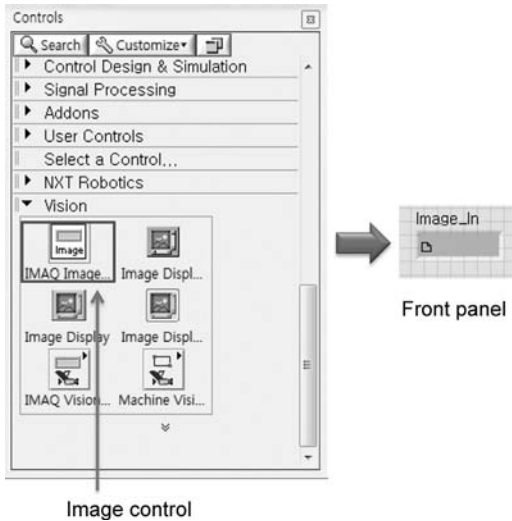 Controls
Search Customize
Control Design & Simulation
Signal Processing
Addons
User Controls
Select a Control...
NXT Robotics
Vision
Image
IMAQ Image... Image Displ...
Image Display Image Displ...
IMAQ Vision... Machine Visi...
Image_In
Front panel
Image control